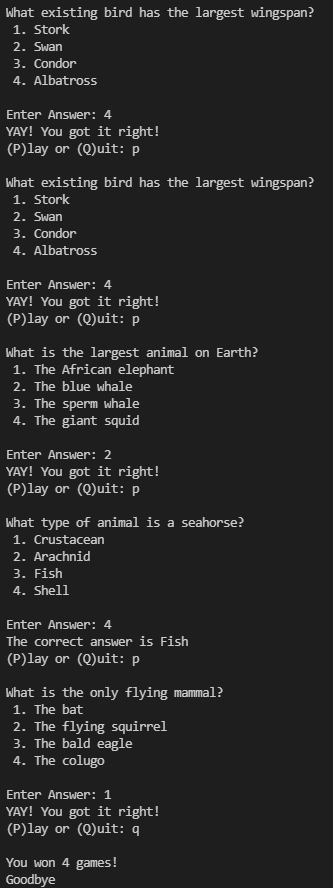 What existing bird has the largest wingspan?
1. Stork
2. Swan
3. Condor
4. Albatross
Enter Answer: 4
YAY! You got it right!
(P)lay or (Q)uit: p
What existing bird has the largest wingspan?
1. Stork
2. Swan
3. Condor
4. Albatross
Enter Answer: 4
YAY! You got it right!
(P)lay or (Q)uit: p
What is the largest animal on Earth?
1. The African elephant
2. The blue whale
3. The sperm whale
4. The giant squid
Enter Answer: 2
YAY! You got it right!
(P)lay or (Q)uit: p
What type of animal is a seahorse?
1. Crustacean
2. Arachnid
3. Fish
4. Shell
Enter Answer: 4
The correct answer is Fish
(P)lay or (Q)uit: p
What is the only flying mammal?
1. The bat
2. The flying squirrel
3. The bald eagle
4. The colugo
Enter Answer: 1
YAY! You got it right!
(P)lay or (Q)uit: q
You won 4 games!
Goodbye